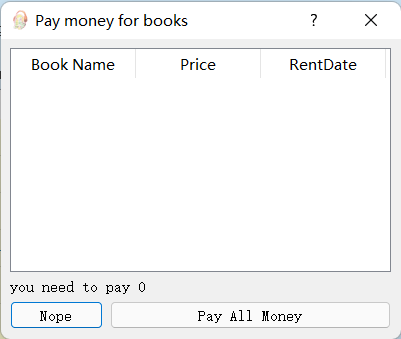 Pay money for books
?
Book Name Price RentDate
you need to pay 0
Nope Pay All Money